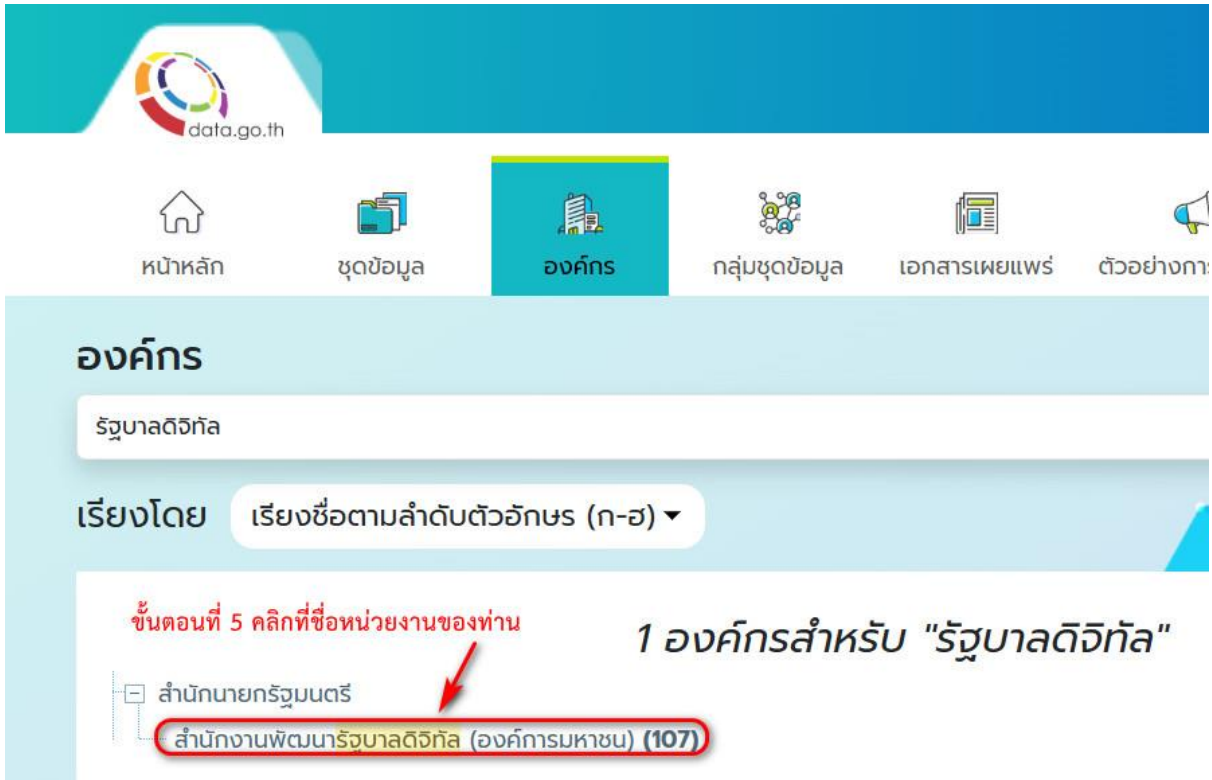 data.go.th
หน้าหลัก ชุดข้อมูล องค์กร กลุ่มชุดข้อมูล เอกสารเผยแพร่ ตัวอย่างการ
องค์กร
รัฐบาลดิจิทัล
เรียงโดย เรียงชื่อตามลำดับตัวอักษร (ก-ฮ)
ขั้นตอนที่ 5 คลิกที่ชื่อหน่วยงานของท่าน
1 องค์กรสำหรับ "รัฐบาลดิจิทัล"
สำนักนายกรัฐมนตรี
สำนักงานพัฒนารัฐบาลดิจิทัล (องค์การมหาชน) (107)